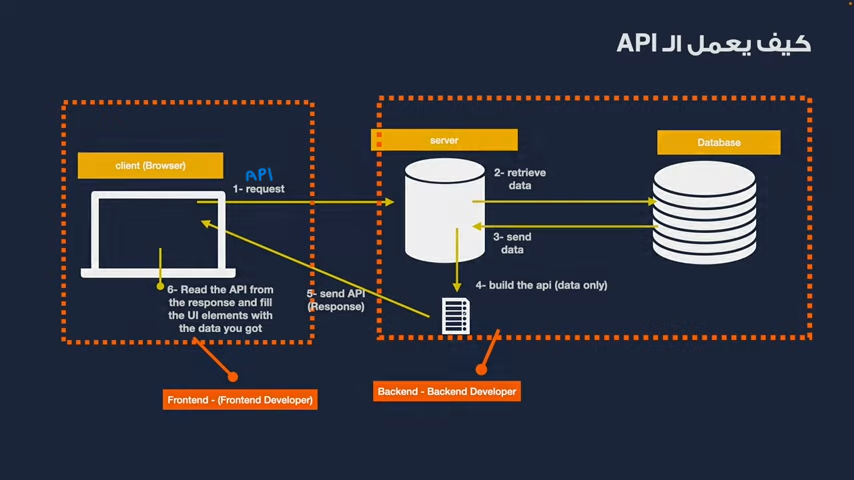 كيف يعمل الـ API
server
Database
client (Browser)
API
1- request
2- retrieve
data
3- send
data
4- build the api (data only)
5- send API
(Response)
6- Read the API from
the response and fill
the UI elements with
the data you got
Frontend - (Frontend Developer)
Backend - Backend Developer